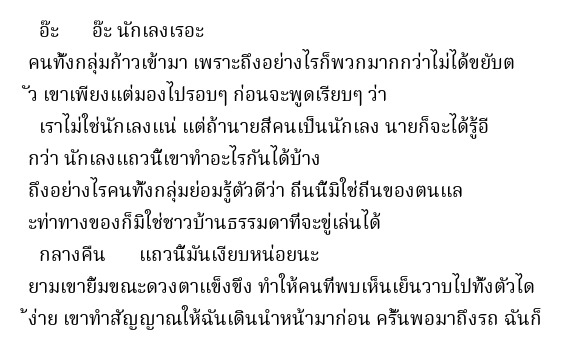 อ๊ะ อ๊ะ นักเลงเรอะ
คนทั้งกลุ่มก้าวเข้ามา เพราะถึงอย่างไรก็พวกมากกว่าไม่ได้ขยับต
ัว เขาเพียงแต่มองไปรอบๆ ก่อนจะพูดเรียบๆ ว่า
เราไม่ใช่นักเลงแน่ แต่ถ้านายสี่คนเป็นนักเลง นายก็จะได้รู้อี
กว่า นักเลงแถวนี้เขาทำอะไรกันได้บ้าง
ถึงอย่างไรคนทั้งกลุ่มย่อมรู้ตัวดีว่า ถิ่นนี้มิใช่ถิ่นของตนแล
ะท่าทางของก็มิใช่ชาวบ้านธรรมดาที่จะขู่เล่นได้
กลางคืน แถวนี้มันเงียบหน่อยนะ
ยามเขายิ้มขณะดวงตาแข็งขึง ทำให้คนที่พบเห็นเย็นวาบไปทั้งตัวได
้ง่าย เขาทำสัญญาณให้ฉันเดินนำหน้ามาก่อน ครั้นพอมาถึงรถ ฉันก็